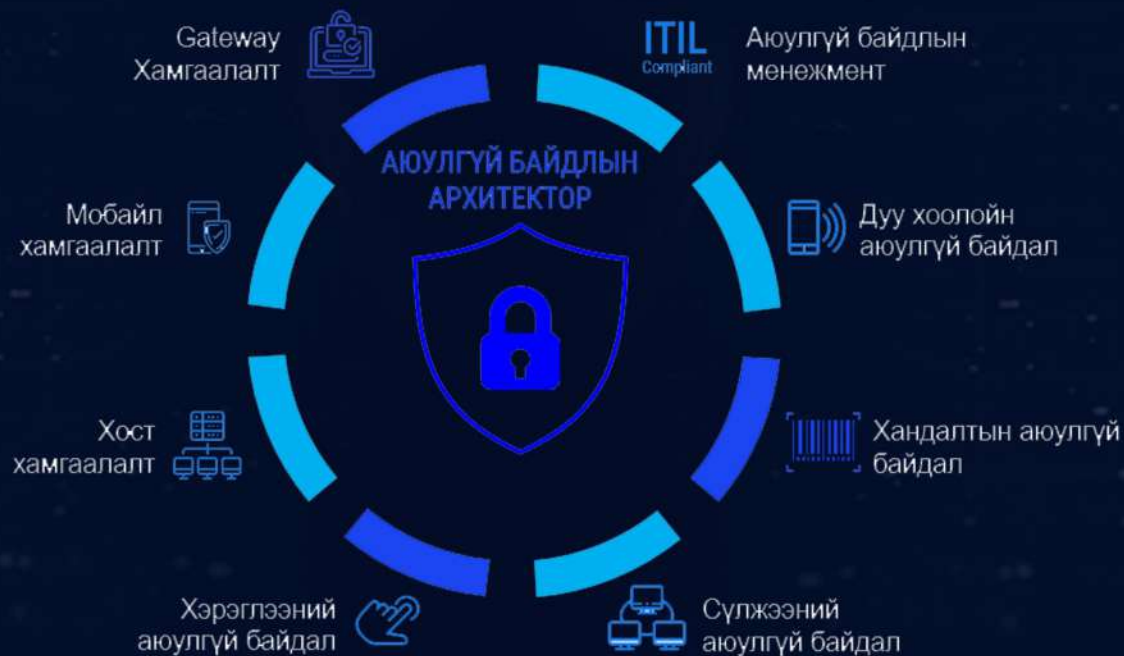 Gateway
Хамгаалалт
ITIL
Compliant
Аюулгүй байдлын
менежмент
АЮУЛГҮЙ БАЙДЛЫН
АРХИТЕКТОР
Мобайл
хамгаалалт
Дуу хоолойн
аюулгүй байдал
Хост
хамгаалалт
Хандалтын аюулгүй
байдал
Хэрэглээний
аюулгүй байдал
Сүлжээний
аюулгүй байдал